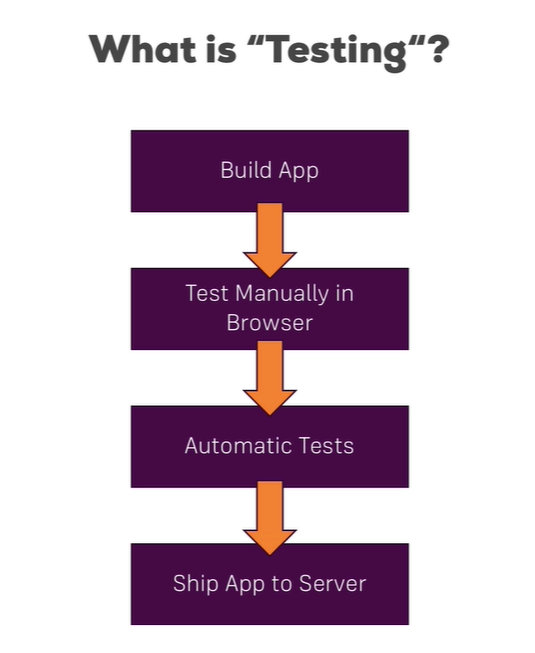 What is “Testing“?
Build App
Test Manually in
Browser
Automatic Tests
Ship App to Server